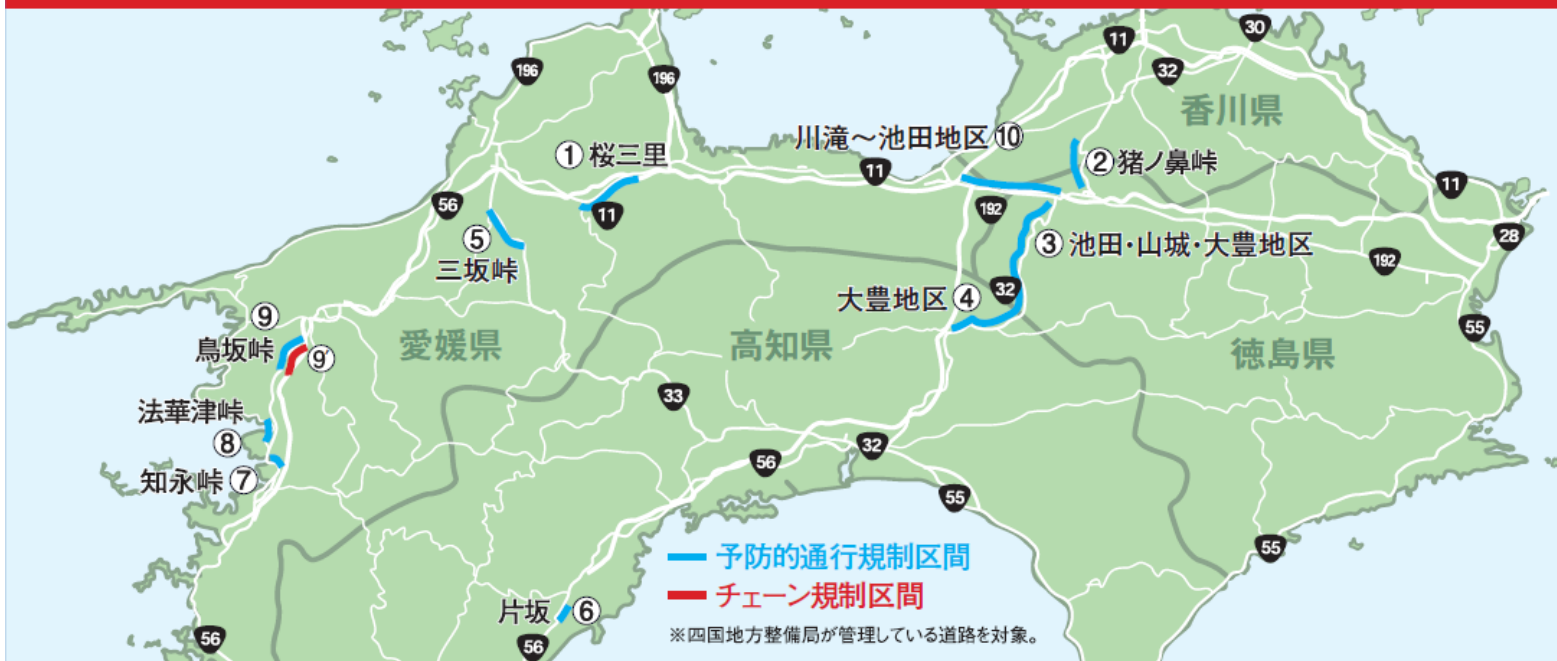 196
196
11
30
32
香川県
川滝～池田地区⑩
①桜三里
11
②猪ノ鼻峠
11
56
11
192
28
⑤
三坂峠
③池田・山城・大豊地区
192
大豊地区④
32
55
⑨
鳥坂峠
⑨'
愛媛県
高知県
徳島県
33
法華津峠
⑧
知永峠⑦
56
32
55
55
予防的通行規制区間
チェーン規制区間
片坂⑥
※四国地方整備局が管理している道路を対象。
56
56